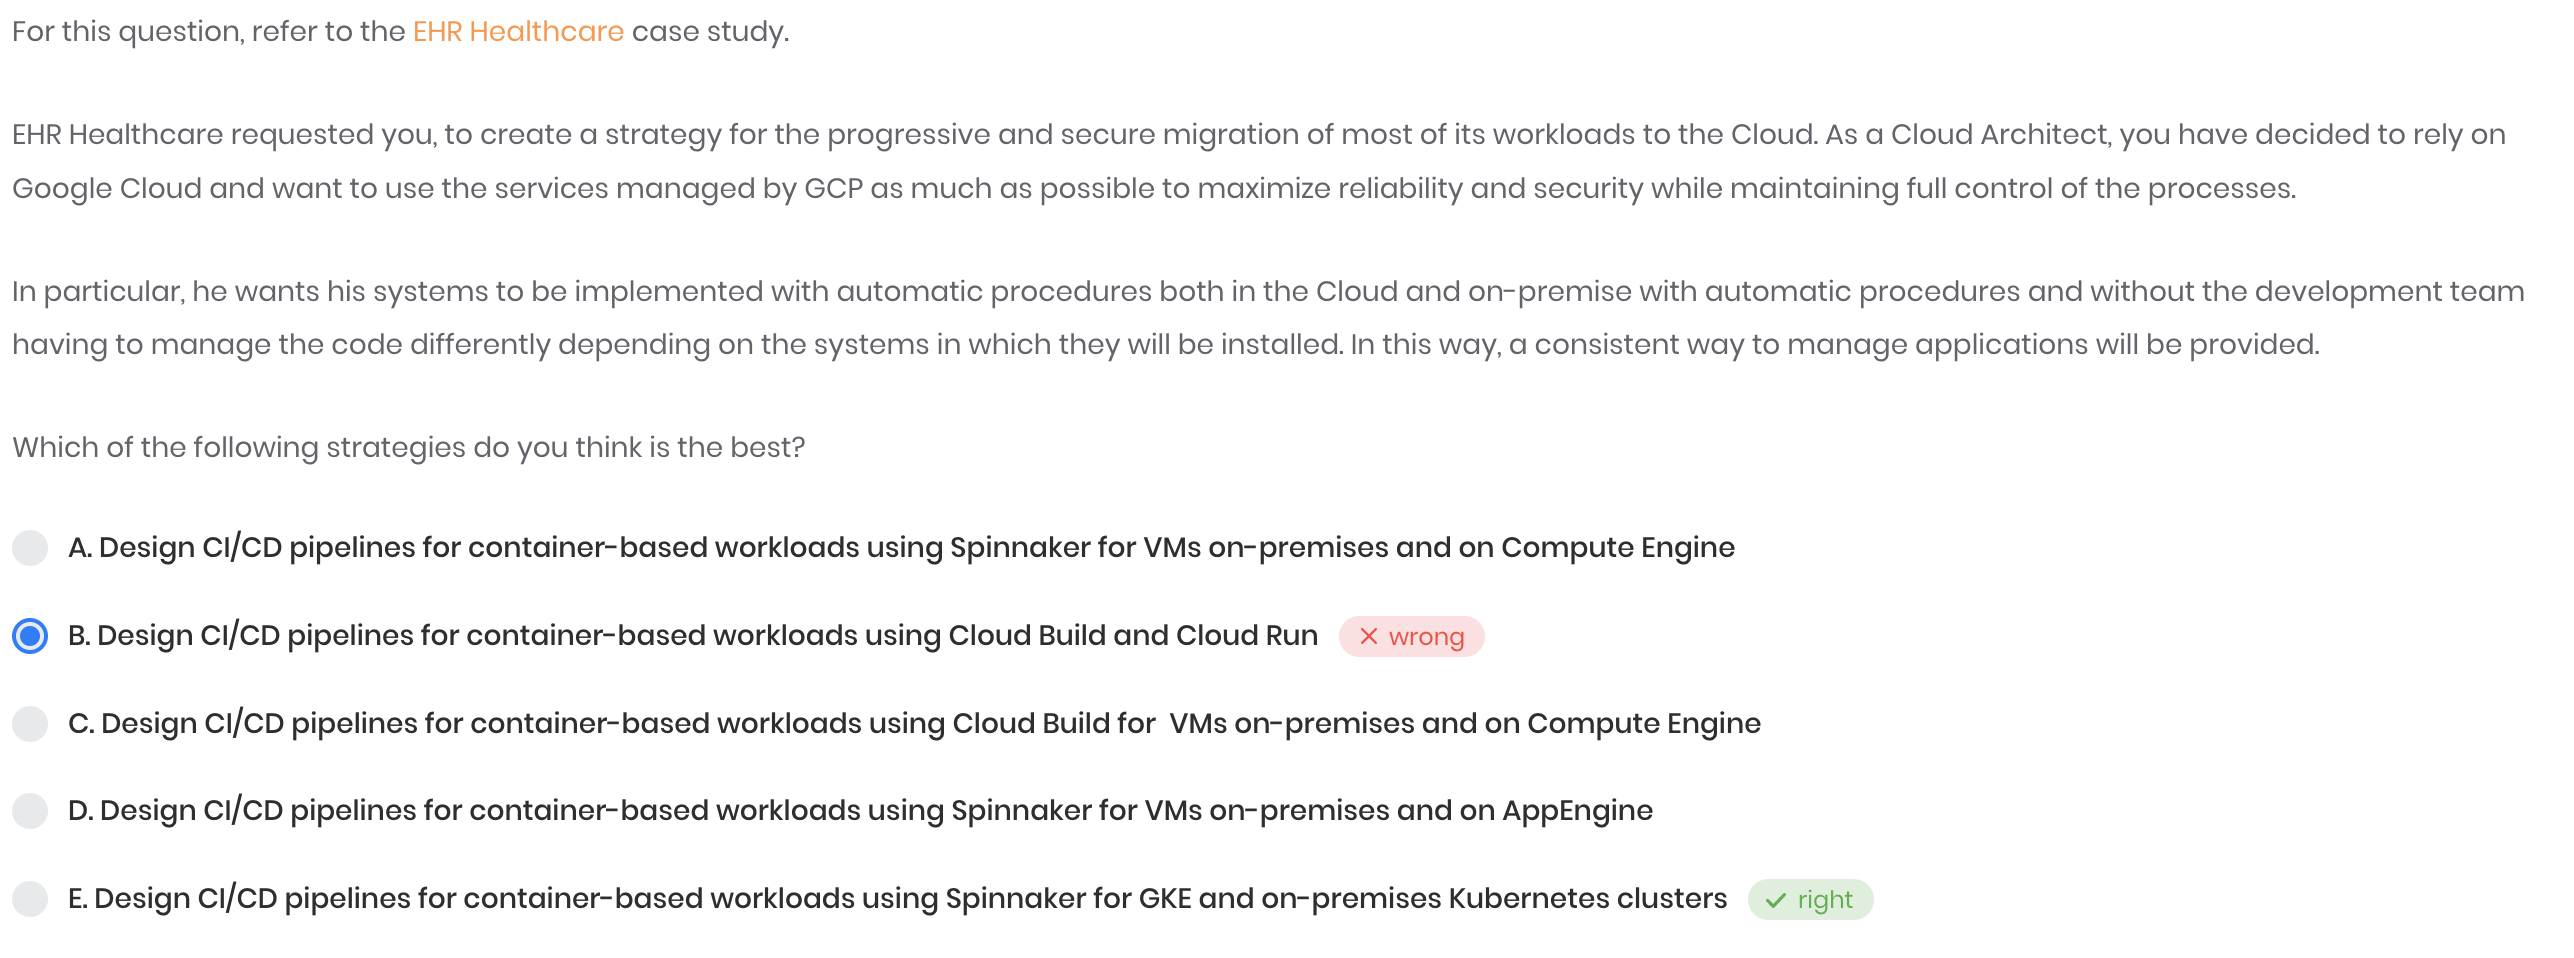 For this question, refer to the EHR Healthcare case study.
EHR Healthcare requested you, to create a strategy for the progressive and secure migration of most of its workloads to the Cloud. As a Cloud Architect, you have decided to rely on
Google Cloud and want to use the services managed by GCP as much as possible to maximize reliability and security while maintaining full control of the processes.
In particular, he wants his systems to be implemented with automatic procedures both in the Cloud and on-premise with automatic procedures and without the development team
having to manage the code differently depending on the systems in which they will be installed. In this way, a consistent way to manage applications will be provided.
Which of the following strategies do you think is the best?
A. Design CI/CD pipelines for container-based workloads using Spinnaker for VMs on-premises and on Compute Engine
B. Design CI/CD pipelines for container-based workloads using Cloud Build and Cloud Run wrong
C. Design CI/CD pipelines for container-based workloads using Cloud Build for VMs on-premises and on Compute Engine
D. Design CI/CD pipelines for container-based workloads using Spinnaker for VMs on-premises and on AppEngine
E. Design CI/CD pipelines for container-based workloads using Spinnaker for GKE and on-premises Kubernetes clusters right